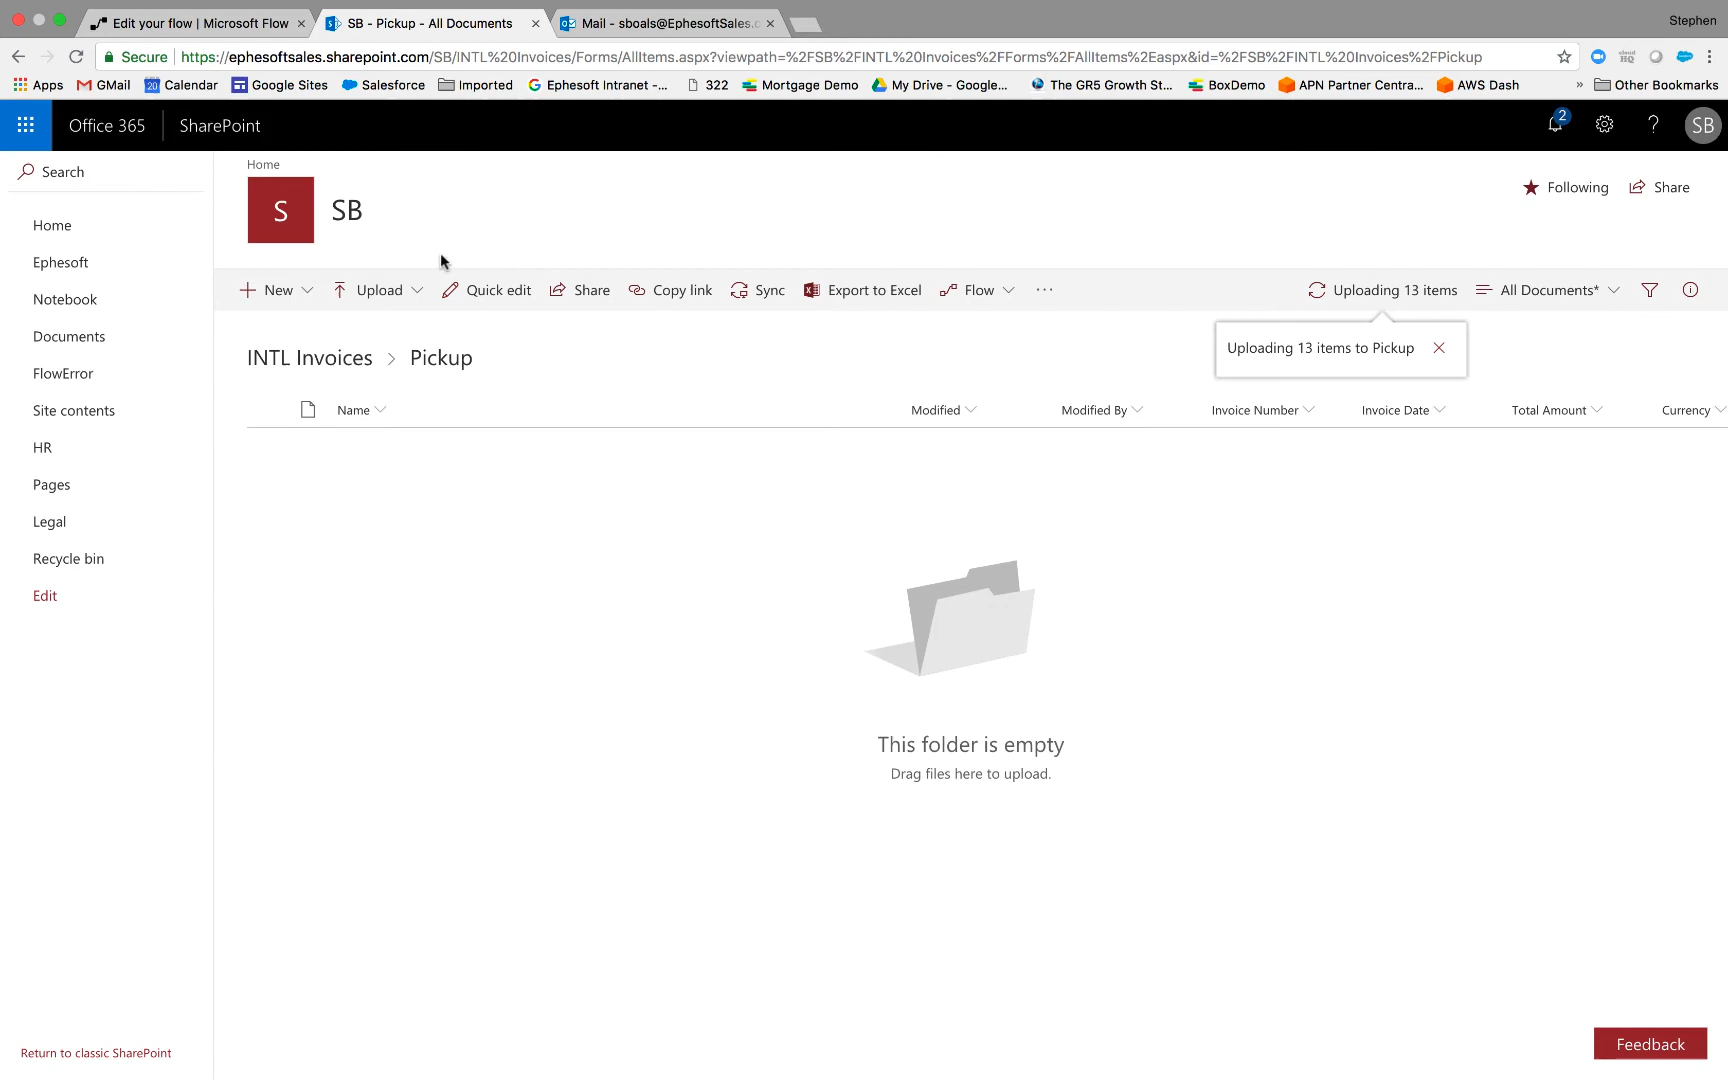 Edit your flow | Microsoft Flow
SB - Pickup - All Documents
Mail - sboals@EphesoftSales.c
Stephen
Secure
https://ephesoftsales.sharepoint.com/SB/INTL%20Invoices/Forms/AllItems.aspx?viewpath=%2FSB%2FINTL%20Invoices%2FForms%2FAllItems%2Easpx&id=%2FSB%2FINTL%20Invoices%2FPickup
Apps
GMail
20
Calendar
Google Sites
Salesforce
Imported
Ephesoft Intranet -...
322
Mortgage Demo
My Drive - Google...
The GR5 Growth St...
BoxDemo
APN Partner Centra...
AWS Dash
»
Other Bookmarks
Office 365
SharePoint
2
?
SB
Search
Home
Ephesoft
Notebook
Documents
FlowError
Site contents
HR
Pages
Legal
Recycle bin
Edit
Return to classic SharePoint
Home
S
SB
Following
Share
New
Upload
Quick edit
Share
Copy link
Sync
Export to Excel
Flow
...
Uploading 13 items
All Documents*
Uploading 13 items to Pickup
INTL Invoices > Pickup
Name
Modified
Modified By
Invoice Number
Invoice Date
Total Amount
Currency
This folder is empty
Drag files here to upload.
Feedback